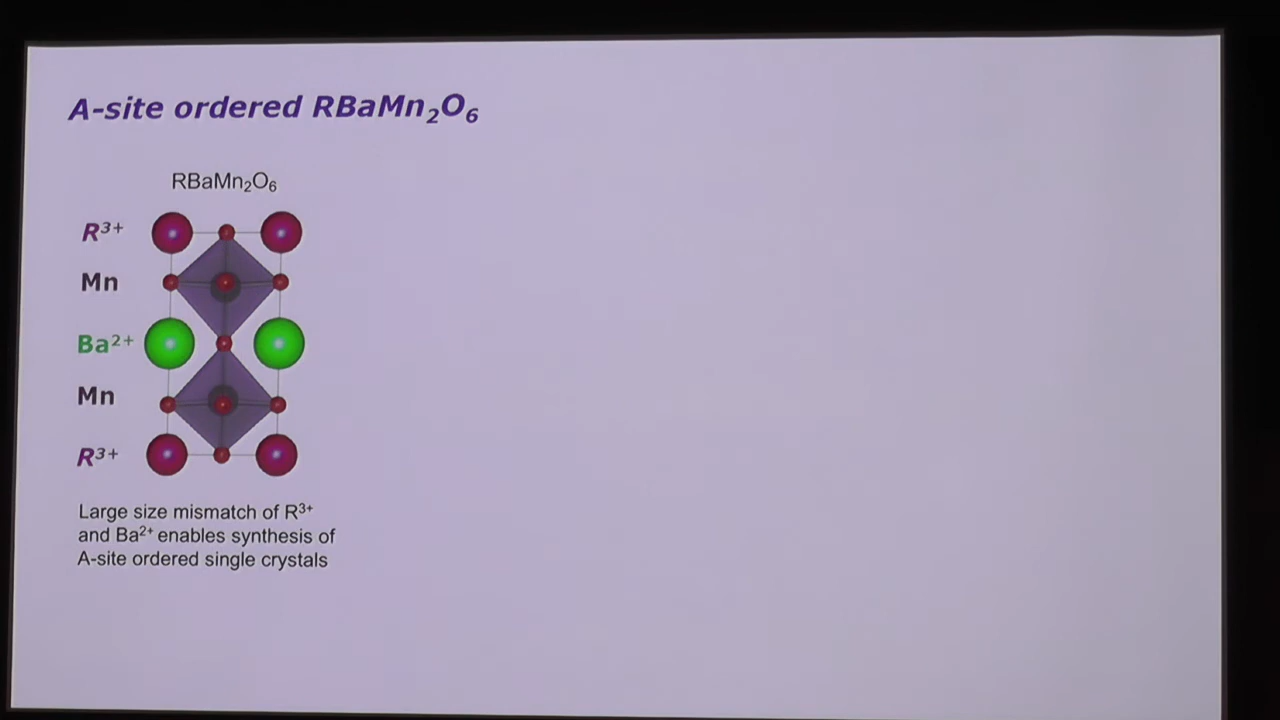 A-site ordered RBaMn₂O₆
RBaMn₂O₆
R³⁺
Mn
Ba²⁺
Mn
R³⁺
Large size mismatch of R³⁺
and Ba²⁺ enables synthesis of
A-site ordered single crystals